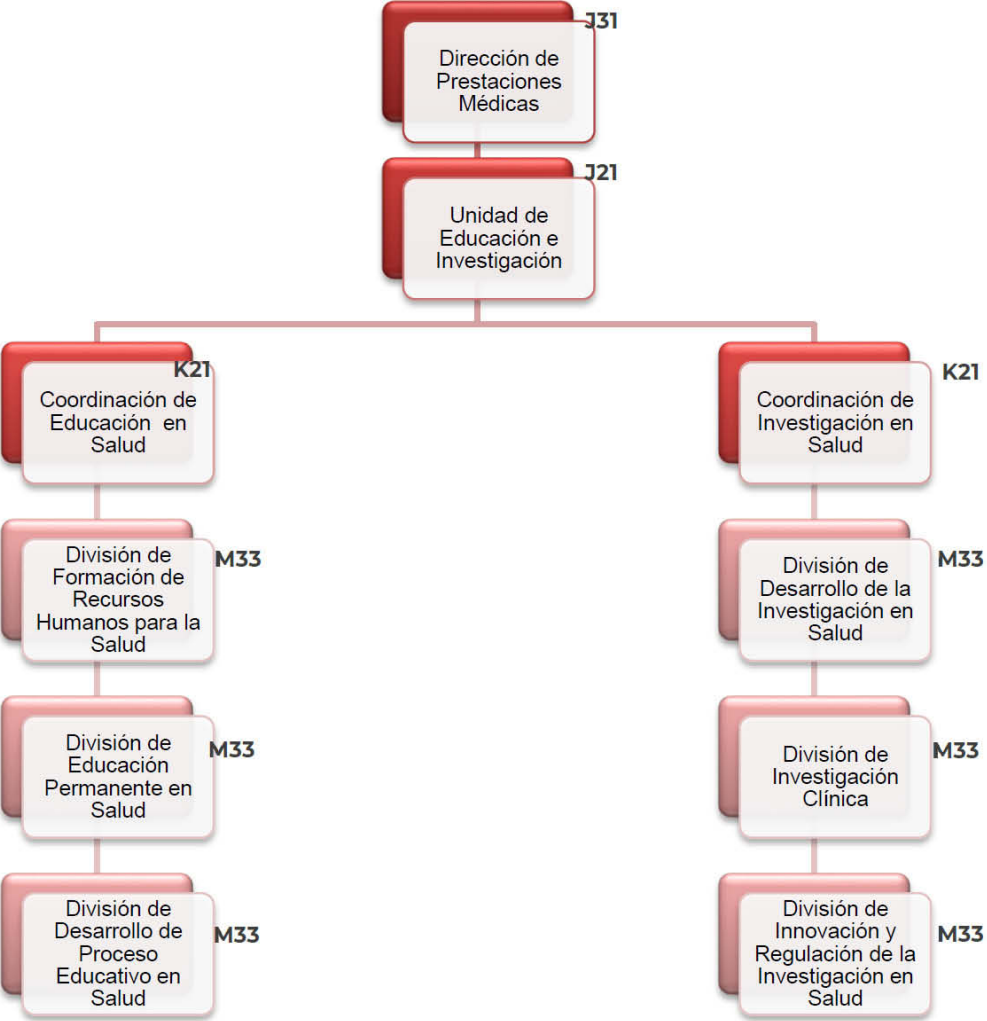 J31
Dirección de
Prestaciones
Médicas
J21
Unidad de
Educación e
Investigación
K21
Coordinación de
Educación en
Salud
K21
Coordinación de
Investigación en
Salud
M33
División de
Formación de
Recursos
Humanos para la
Salud
M33
División de
Desarrollo de la
Investigación en
Salud
M33
División de
Educación
Permanente en
Salud
M33
División de
Investigación
Clínica
M33
División de
Desarrollo de
Proceso
Educativo en
Salud
M33
División de
Innovación y
Regulación de la
Investigación en
Salud